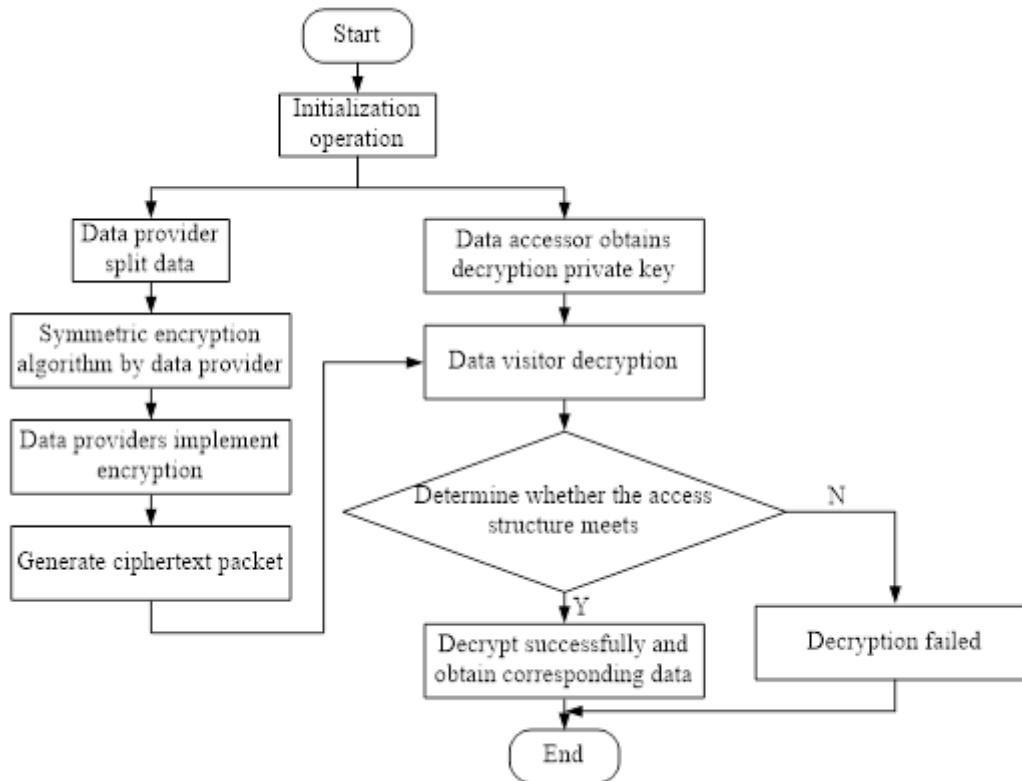 Start
Initialization
operation
Data provider
split data
Symmetric encryption
algorithm by data provider
Data providers implement
encryption
Generate ciphertext packet
Data accessor obtains
decryption private key
Data visitor decryption
Determine whether the access
structure meets
N
Y
Decrypt successfully and
obtain corresponding data
Decryption failed
End